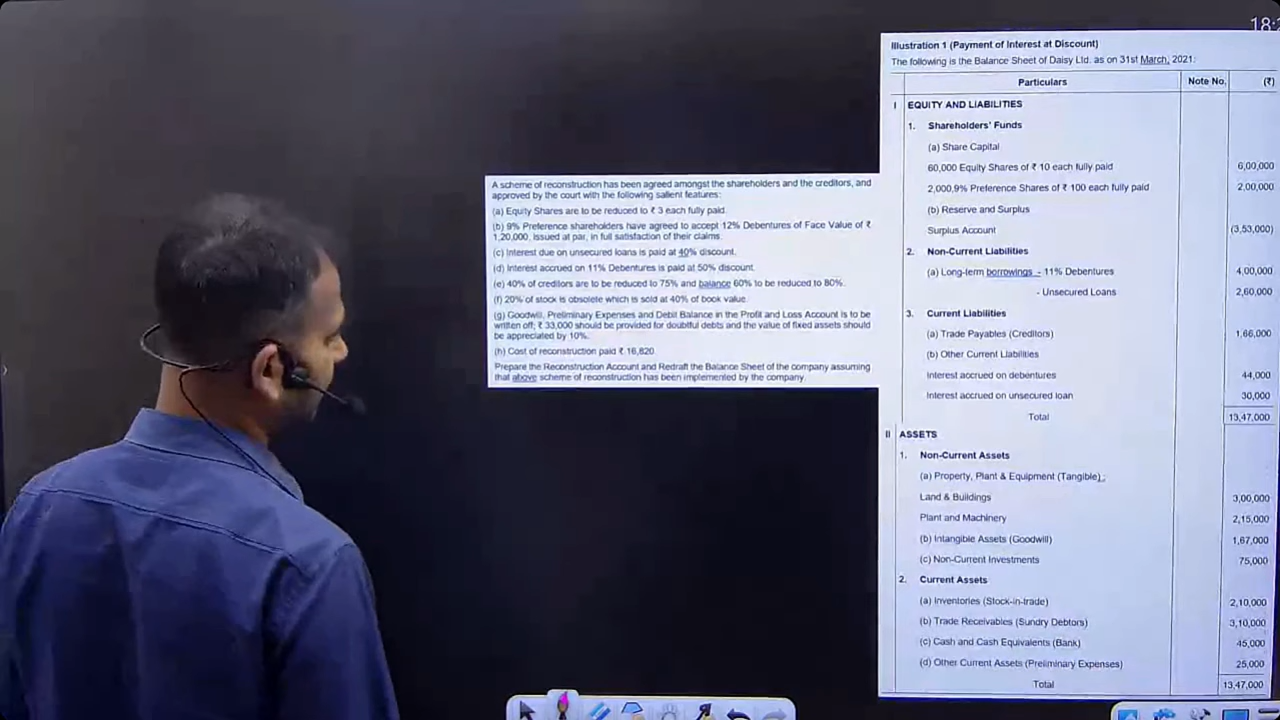 18:
A scheme of reconstruction has been agreed amongst the shareholders and the creditors, and
approved by the court with the following salient features:
(a) Equity Shares are to be reduced to ₹ 3 each fully paid.
(b) 9% Preference shareholders have agreed to accept 12% Debentures of Face Value of ₹
1,20,000, issued at par, in full satisfaction of their claims.
(c) Interest due on unsecured loans is paid at 40% discount.
(d) Interest accrued on 11% Debentures is paid at 50% discount.
(e) 40% of creditors are to be reduced to 75% and balance 60% to be reduced to 80%.
(f) 20% of stock is obsolete which is sold at 40% of book value.
(g) Goodwill, Preliminary Expenses and Debit Balance in the Profit and Loss Account is to be
written off; ₹ 33,000 should be provided for doubtful debts and the value of fixed assets should
be appreciated by 10%.
(h) Cost of reconstruction paid ₹ 16,820.
Prepare the Reconstruction Account and Redraft the Balance Sheet of the company assuming
that above scheme of reconstruction has been implemented by the company.
Illustration 1 (Payment of Interest at Discount)
The following is the Balance Sheet of Daisy Ltd. as on 31st March, 2021:
Particulars Note No. (₹)
I EQUITY AND LIABILITIES
1. Shareholders' Funds
(a) Share Capital
60,000 Equity Shares of ₹ 10 each fully paid 6,00,000
2,000,9% Preference Shares of ₹ 100 each fully paid 2,00,000
(b) Reserve and Surplus
Surplus Account (3,53,000)
2. Non-Current Liabilities
(a) Long-term borrowings - 11% Debentures 4,00,000
- Unsecured Loans 2,60,000
3. Current Liabilities
(a) Trade Payables (Creditors) 1,66,000
(b) Other Current Liabilities
Interest accrued on debentures 44,000
Interest accrued on unsecured loan 30,000
Total 13,47,000
II ASSETS
1. Non-Current Assets
(a) Property, Plant & Equipment (Tangible):
Land & Buildings 3,00,000
Plant and Machinery 2,15,000
(b) Intangible Assets (Goodwill) 1,67,000
(c) Non-Current Investments 75,000
2. Current Assets
(a) Inventories (Stock-in-trade) 2,10,000
(b) Trade Receivables (Sundry Debtors) 3,10,000
(c) Cash and Cash Equivalents (Bank) 45,000
(d) Other Current Assets (Preliminary Expenses) 25,000
Total 13,47,000